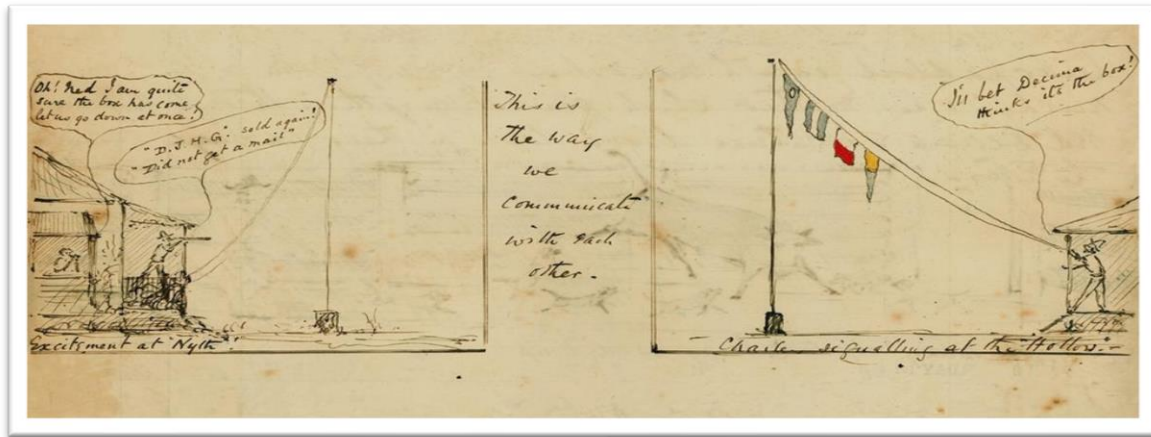 Oh! Ned I am quite
sure the box has come
let us go down at once!
"D.J.H.G." sold again!
"Did not get a mail"
Excitement at "Nyth"!
This is
the way
we
communicate
with each
other.-
I'll bet Decima
thinks its the box!
Charles signalling at the "Hollow".-